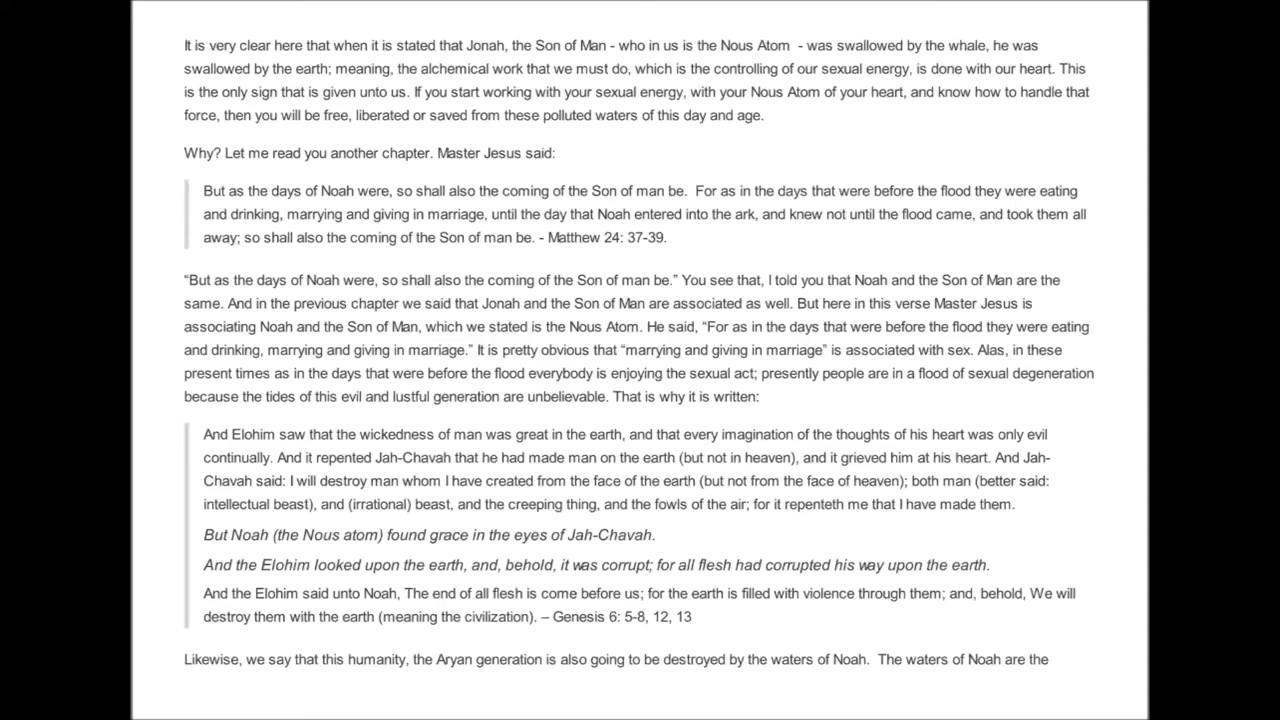 It is very clear here that when it is stated that Jonah, the Son of Man - who in us is the Nous Atom - was swallowed by the whale, he was
swallowed by the earth; meaning, the alchemical work that we must do, which is the controlling of our sexual energy, is done with our heart. This
is the only sign that is given unto us. If you start working with your sexual energy, with your Nous Atom of your heart, and know how to handle that
force, then you will be free, liberated or saved from these polluted waters of this day and age.
Why? Let me read you another chapter. Master Jesus said:
But as the days of Noah were, so shall also the coming of the Son of man be. For as in the days that were before the flood they were eating
and drinking, marrying and giving in marriage, until the day that Noah entered into the ark, and knew not until the flood came, and took them all
away; so shall also the coming of the Son of man be. - Matthew 24: 37-39.
“But as the days of Noah were, so shall also the coming of the Son of man be.” You see that, I told you that Noah and the Son of Man are the
same. And in the previous chapter we said that Jonah and the Son of Man are associated as well. But here in this verse Master Jesus is
associating Noah and the Son of Man, which we stated is the Nous Atom. He said, “For as in the days that were before the flood they were eating
and drinking, marrying and giving in marriage.” It is pretty obvious that “marrying and giving in marriage” is associated with sex. Alas, in these
present times as in the days that were before the flood everybody is enjoying the sexual act; presently people are in a flood of sexual degeneration
because the tides of this evil and lustful generation are unbelievable. That is why it is written:
And Elohim saw that the wickedness of man was great in the earth, and that every imagination of the thoughts of his heart was only evil
continually. And it repented Jah-Chavah that he had made man on the earth (but not in heaven), and it grieved him at his heart. And Jah-
Chavah said: I will destroy man whom I have created from the face of the earth (but not from the face of heaven); both man (better said:
intellectual beast), and (irrational) beast, and the creeping thing, and the fowls of the air; for it repenteth me that I have made them.
But Noah (the Nous atom) found grace in the eyes of Jah-Chavah.
And the Elohim looked upon the earth, and, behold, it was corrupt; for all flesh had corrupted his way upon the earth.
And the Elohim said unto Noah, The end of all flesh is come before us; for the earth is filled with violence through them; and, behold, We will
destroy them with the earth (meaning the civilization). – Genesis 6: 5-8, 12, 13
Likewise, we say that this humanity, the Aryan generation is also going to be destroyed by the waters of Noah. The waters of Noah are the